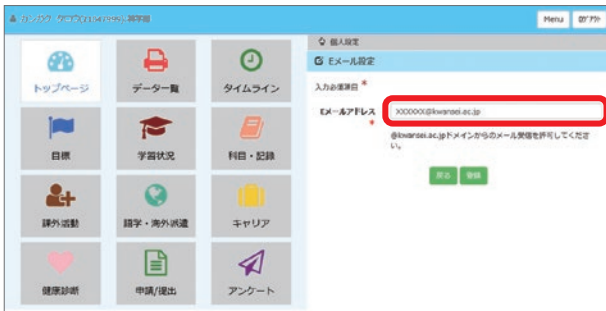 Menu ログアウト
個人設定
Eメール設定
入力必須項目 *
Eメールアドレス *
XXXXXX@kwansei.ac.jp
@kwansei.ac.jpドメインからのメール受信を許可してくださ
い。
戻る 登録
トップページ データ一覧 タイムライン
目標 学習状況 科目・記録
課外活動 語学・海外派遣 キャリア
健康診断 申請/提出 アンケート